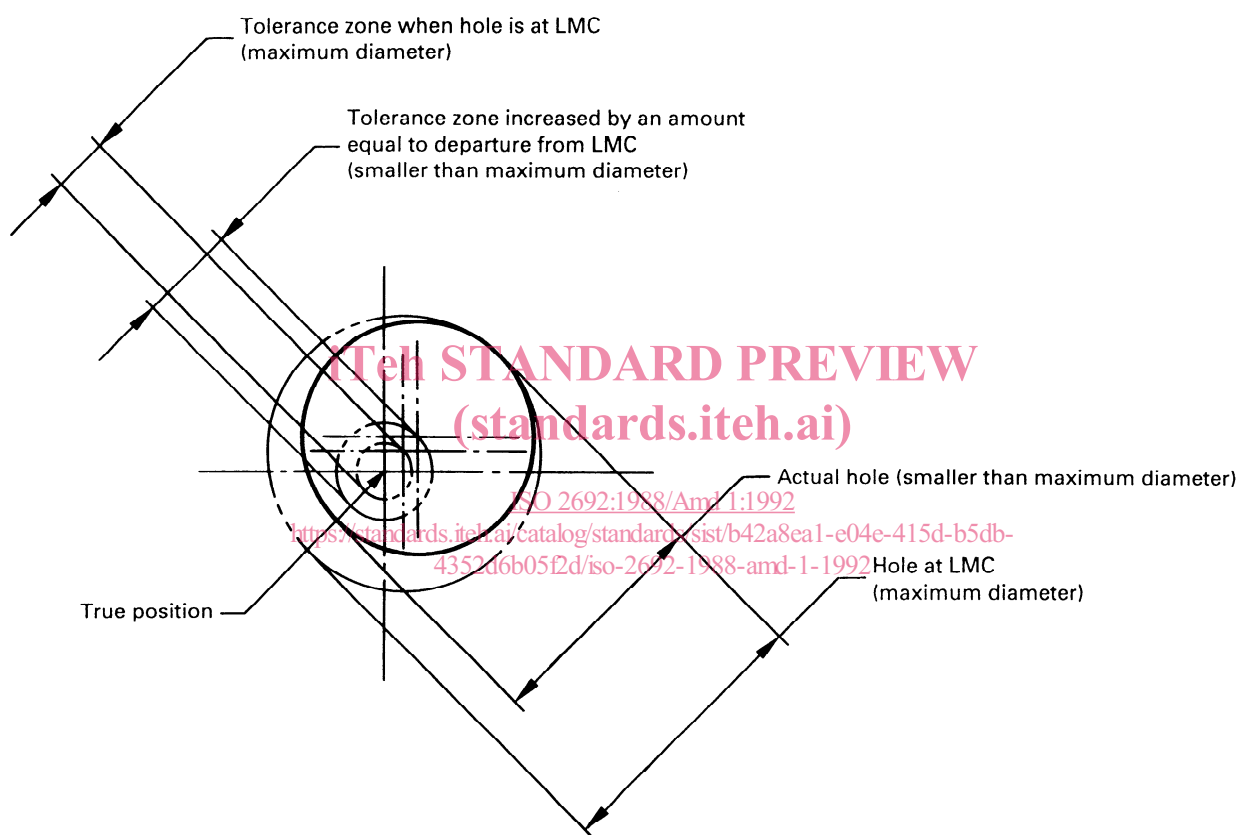 Tolerance zone when hole is at LMC
(maximum diameter)
Tolerance zone increased by an amount
equal to departure from LMC
(smaller than maximum diameter)
iTeh STANDARD PREVIEW
(standards.iteh.ai)
Actual hole (smaller than maximum diameter)
ISO 2692:1988/Amd 1:1992
https://standards.iteh.ai/catalog/standards/sist/b42a8ea1-e04e-415d-b5db-
4352d6b05f2d/iso-2692-1988-amd-1-1992
Hole at LMC
(maximum diameter)
True position